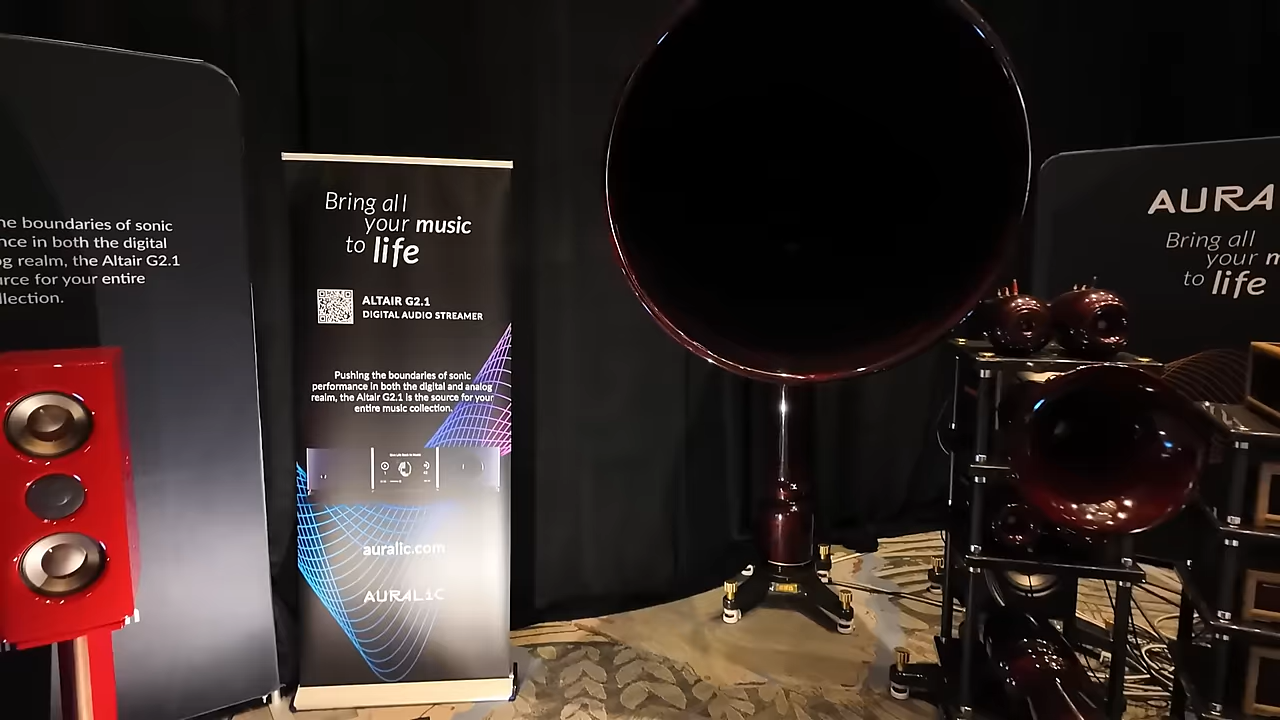 he boundaries of sonic
nce in both the digital
og realm, the Altair G2.1
urce for your entire
llection.
Bring all
your music
to life
ALTAIR G2.1
DIGITAL AUDIO STREAMER
Pushing the boundaries of sonic
performance in both the digital and analog
realm, the Altair G2.1 is the source for your
entire music collection.
auralic.com
AURALiC
AURA
Bring all
your m
to life